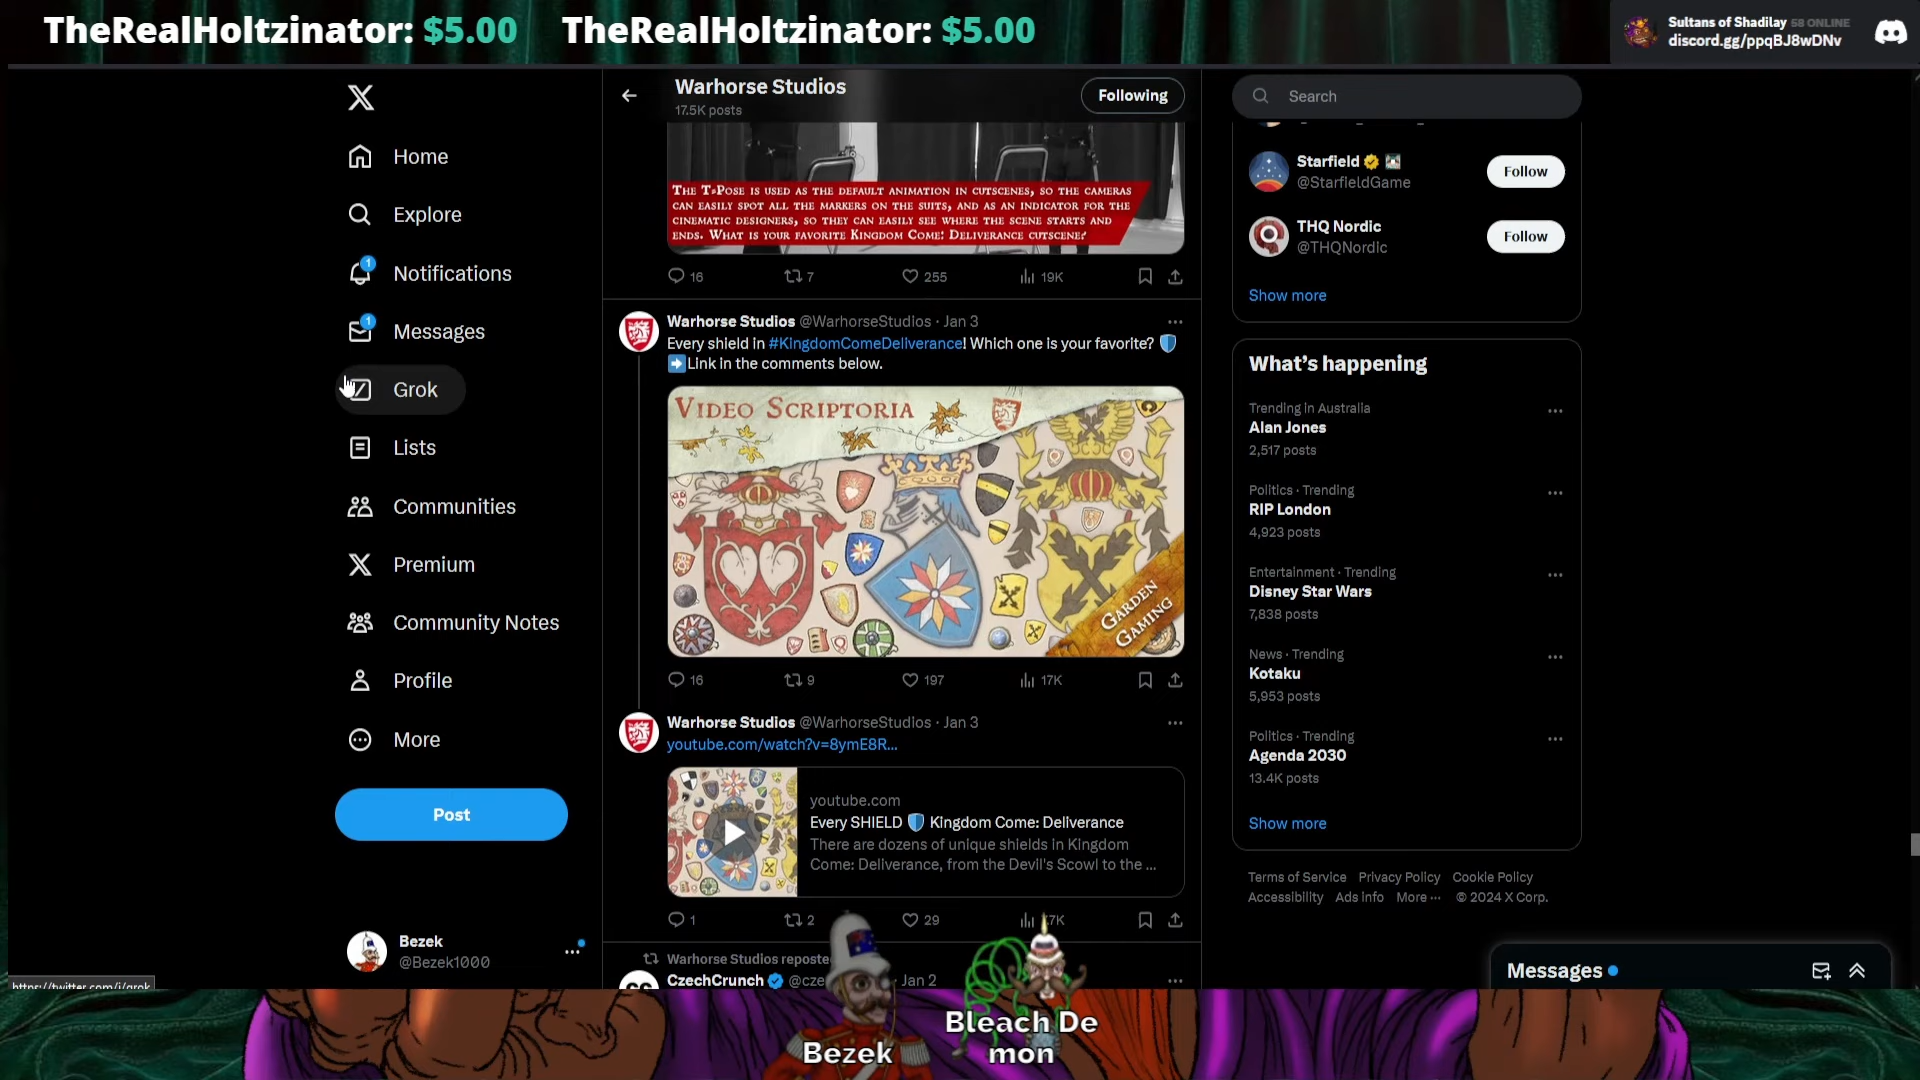 TheRealHoltzinator: $5.00 TheRealHoltzinator: $5.00
Sultans of Shadilay 58 ONLINE
discord.gg/ppqBJ8wDNv
Home
Explore
1
Notifications
1
Messages
Grok
Lists
Communities
Premium
Community Notes
Profile
More
Post
Bezek
@Bezek1000
https://twitter.com/i/grok
Warhorse Studios
17.5K posts
Following
The T-Pose is used as the default animation in cutscenes, so the cameras
can easily spot all the markers on the suits, and as an indicator for the
cinematic designers, so they can easily see where the scene starts and
ends. What is your favorite Kingdom Come: Deliverance cutscene?
16 7 255 19K
Warhorse Studios @WarhorseStudios · Jan 3
Every shield in #KingdomComeDeliverance! Which one is your favorite?
Link in the comments below.
Video Scriptoria
Garden
Gaming
16 9 197 17K
Warhorse Studios @WarhorseStudios · Jan 3
youtube.com/watch?v=8ymE8R...
youtube.com
Every SHIELD Kingdom Come: Deliverance
There are dozens of unique shields in Kingdom
Come: Deliverance, from the Devil's Scowl to the ...
1 2 29
Warhorse Studios reposte
CzechCrunch @cze Jan 2
Search
Starfield
@StarfieldGame
Follow
THQ Nordic
@THQNordic
Follow
Show more
What's happening
Trending in Australia
Alan Jones
2,517 posts
Politics · Trending
RIP London
4,923 posts
Entertainment · Trending
Disney Star Wars
7,838 posts
News · Trending
Kotaku
5,953 posts
Politics · Trending
Agenda 2030
13.4K posts
Show more
Terms of Service Privacy Policy Cookie Policy
Accessibility Ads info More ··· © 2024 X Corp.
Messages
Bezek
Bleach De
mon